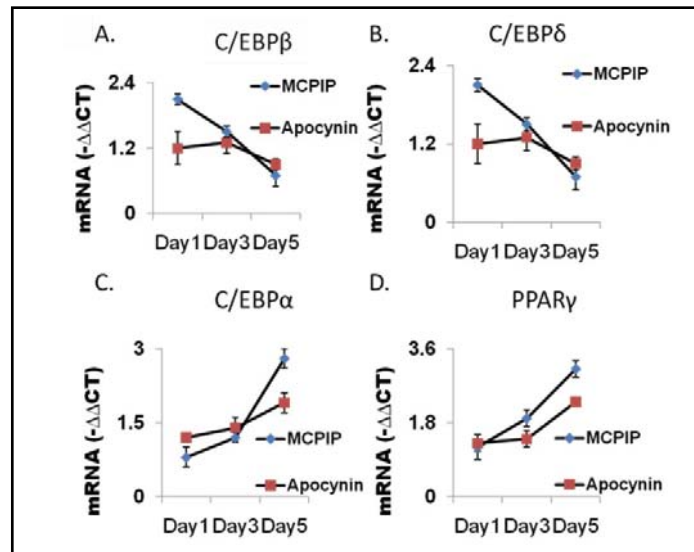 A.
C/EBPβ
mRNA (-ΔΔCT)
2.4
1.2
0
MCPIP
Apocynin
Day1 Day3 Day5
B.
C/EBPδ
mRNA (-ΔΔCT)
2.4
1.2
0
MCPIP
Apocynin
Day1 Day3 Day5
C.
C/EBPα
mRNA (-ΔΔCT)
3
1.5
0
MCPIP
Apocynin
Day1 Day3 Day5
D.
PPARγ
mRNA (-ΔΔCT)
3.6
1.8
0
MCPIP
Apocynin
Day1 Day3 Day5